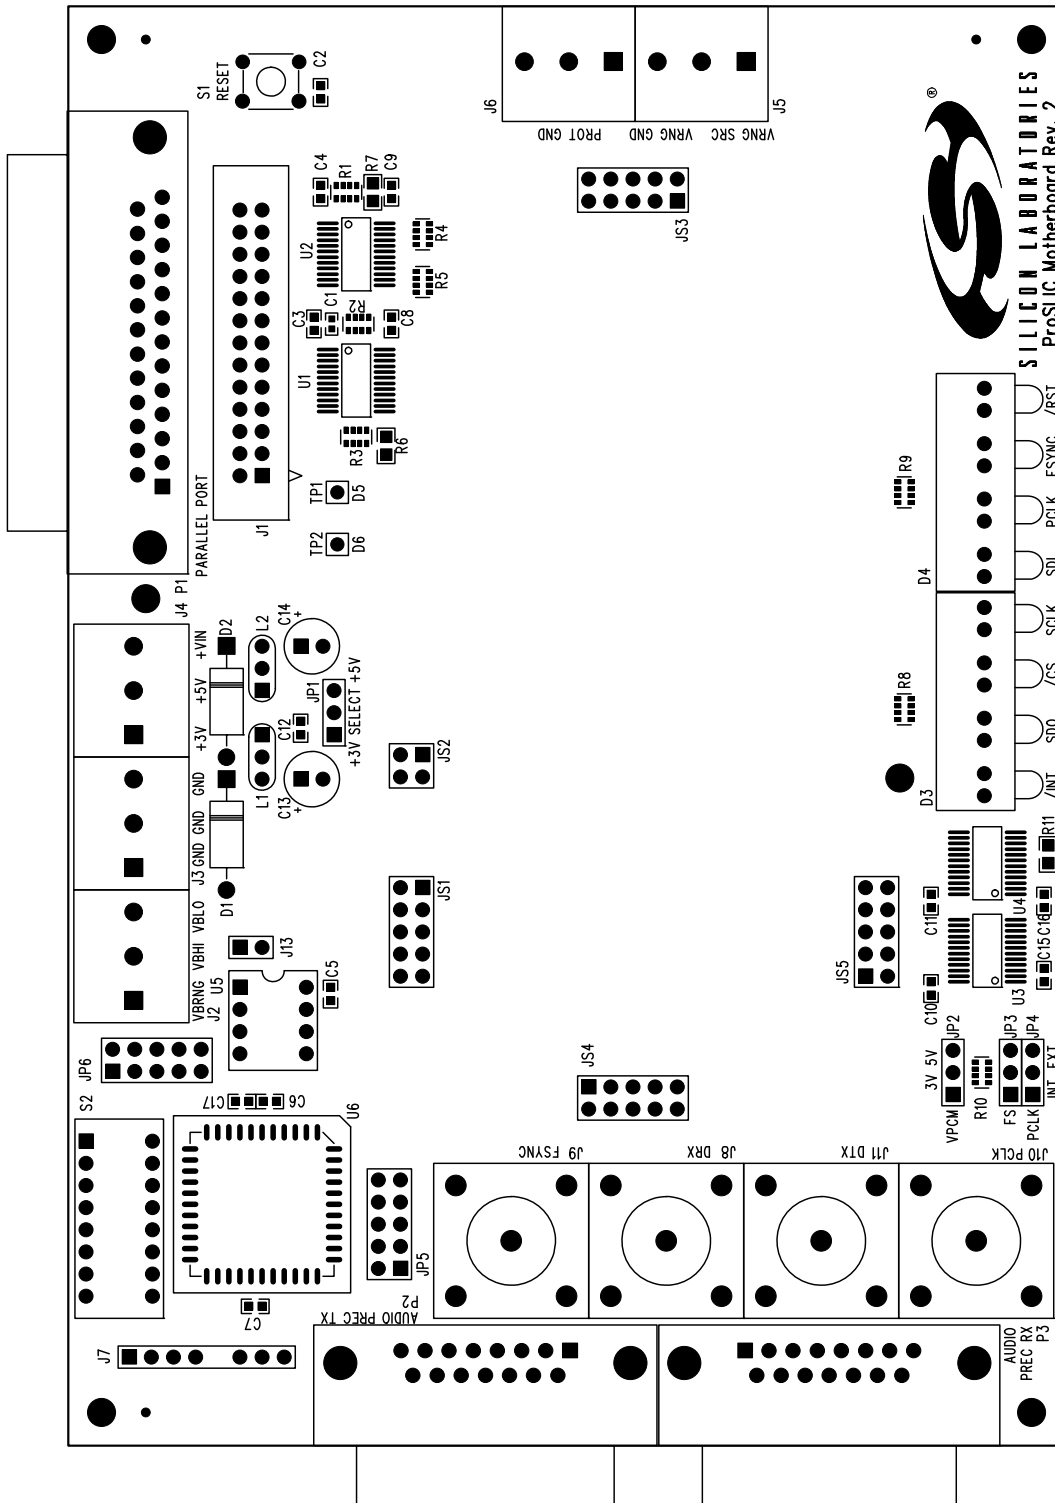 S1
RESET
C2
J6
J5
PROT GND
VRNG GND
VRNG SRC
®
SILICON LABORATORIES
ProSLIC Motherboard Rev. 2
C4
R1
R7
C9
U2
R4
R5
JS3
C3
C1
R2
C8
U1
R3
R6
PARALLEL PORT
P1
J1
TP1
D5
TP2
D6
R9
D4
/RST
FSYNC
PCLK
SDI
J4
+VIN
+5V
+3V
D2
L2
C14
+
JP1
+3V SELECT +5V
C12
L1
C13
+
JS2
R8
D3
SCLK
/CS
SDO
/INT
J3
GND
GND
GND
D1
VBLO
VBHI
VBRNG
J2
J13
U5
C5
JS1
JS5
R11
C11
U4
C16
C15
C10
U3
JP6
S2
C17
C6
U6
JS4
JP2
3V 5V
VPCM
R10
JP3
JP4
FS
PCLK
INT EXT
J9 FSYNC
J8 DRX
J11 DTX
J10 PCLK
JP5
C7
P2
AUDIO PREC TX
J7
AUDIO
PREC RX
P3